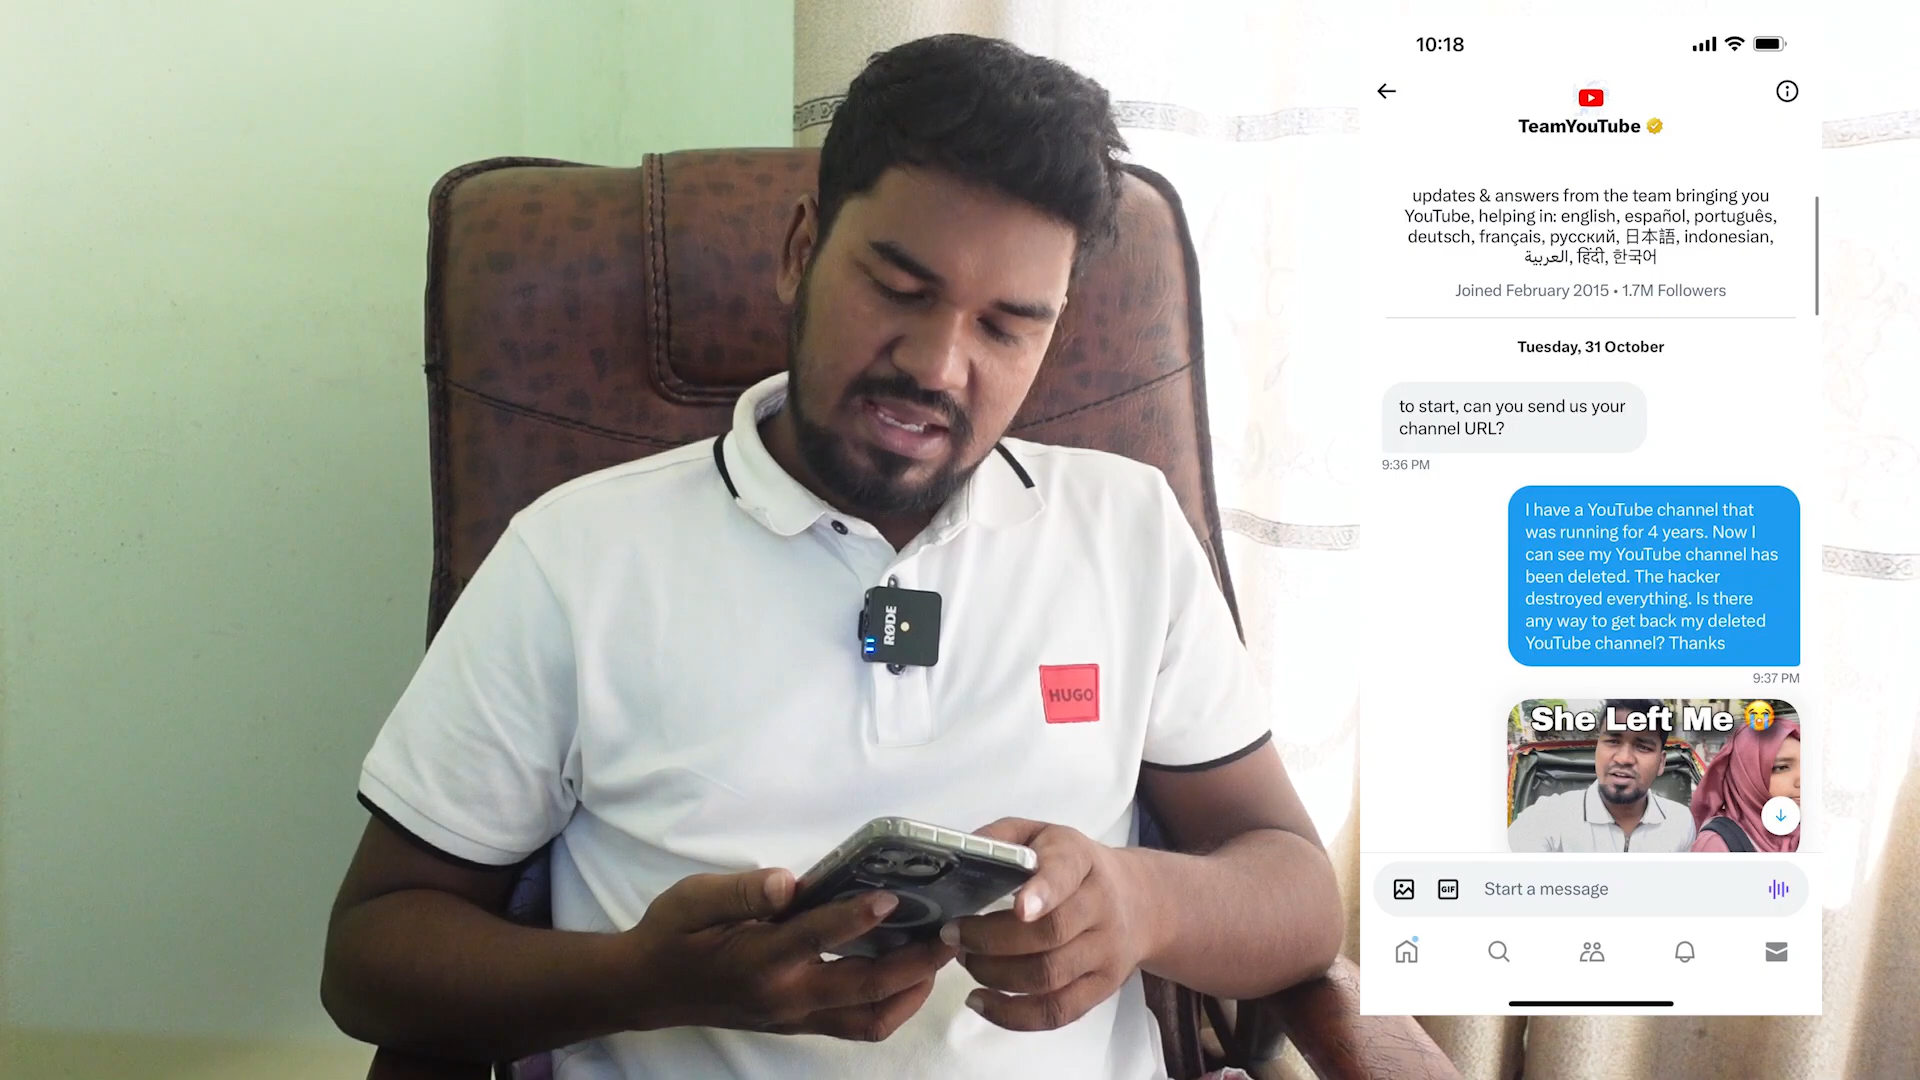 10:18
TeamYouTube
updates & answers from the team bringing you
YouTube, helping in: english, español, português,
deutsch, français, русский, 日本語, indonesian,
العربية, हिंदी, 한국어
Joined February 2015 • 1.7M Followers
Tuesday, 31 October
to start, can you send us your
channel URL?
9:36 PM
I have a YouTube channel that
was running for 4 years. Now I
can see my YouTube channel has
been deleted. The hacker
destroyed everything. Is there
any way to get back my deleted
YouTube channel? Thanks
9:37 PM
She Left Me 😭
GIF
Start a message
RØDE
HUGO